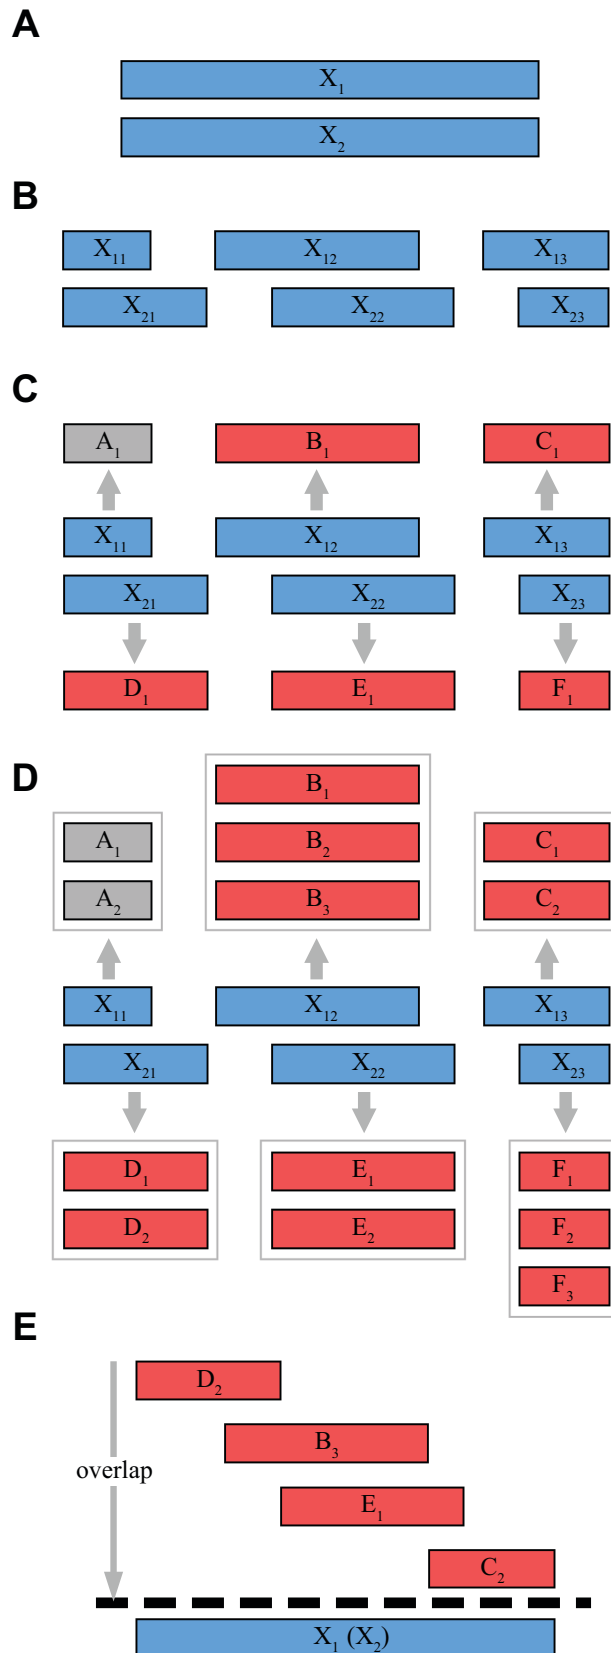 A
X₁
X₂
B
X₁₁ X₁₂ X₁₃
X₂₁ X₂₂ X₂₃
C
A₁ B₁ C₁
X₁₁ X₁₂ X₁₃
X₂₁ X₂₂ X₂₃
D₁ E₁ F₁
D
B₁
A₁ B₂ C₁
A₂ B₃ C₂
X₁₁ X₁₂ X₁₃
X₂₁ X₂₂ X₂₃
D₁ E₁ F₁
D₂ E₂ F₂
F₃
E
D₂
B₃
overlap
E₁
C₂
X₁ (X₂)